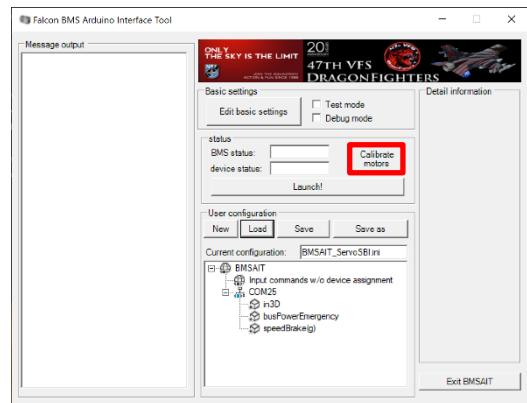 Falcon BMS Arduino Interface Tool
Message output
ONLY
THE SKY IS THE LIMIT
20
47TH VFS
DRAGONFIGHTERS
Basic settings
Edit basic settings
Test mode
Debug mode
Detail information
status
BMS status:
device status:
Calibrate
motors
Launch!
User configuration
New
Load
Save
Save as
Current configuration:
BMSAIT_ServoSBI.ini
BMSAIT
Input commands w/o device assignment
COM25
in3D
busPowerEmergency
speedBrake(g)
Exit BMSAIT